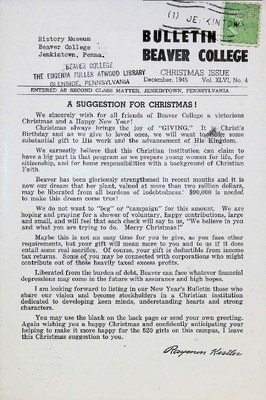 (1) JENKINTOWN
History Museum
Beaver College
Jenkintown, Penna.
BULLETIN
BEAVER COLLEGE
BEAVER COLLEGE
THE EUGENIA FULLER ATWOOD LIBRARY
GLENSIDE, PENNSYLVANIA
CHRISTMAS ISSUE
December, 1945 Vol. XLVI, No. 4
ENTERED AS SECOND CLASS MATTER, JENKINTOWN, PENNSYLVANIA
A SUGGESTION FOR CHRISTMAS!
We sincerely wish for all friends of Beaver College a victorious
Christmas and a Happy New Year!
Christmas always brings the joy of "GIVING." It is Christ's
Birthday and as we give to loved ones, we will want to give some
substantial gift to His work and the advancement of His Kingdom.
We earnestly believe that this Christian institution can claim to
have a big part in that program as we prepare young women for life, for
citizenship, and for home responsibilities with a background of Christian
Faith.
Beaver has been gloriously strengthened in recent months and it is
now our dream that her plant, valued at more than two million dollars,
may be liberated from all burdens of indebtedness. $90,000 is needed
to make this dream come true!
We do not want to "beg" or "campaign" for this amount. We are
hoping and praying for a shower of voluntary, happy contributions, large
and small, and will feel that each check will say to us, "We believe in you
and what you are trying to do. Merry Christmas!"
Maybe this is not an easy time for you to give, as you face other
requirements, but your gift will mean more to you and to us if it does
entail some real sacrifice. Of course, your gift is deductible from income
tax returns. Some of you may be connected with corporations who might
contribute out of these heavily taxed excess profits.
Liberated from the burden of debt, Beaver can face whatever financial
depressions may come in the future with assurance and high hopes.
I am looking forward to listing in our New Year's Bulletin those who
share our vision and become stockholders in a Christian institution
dedicated to developing keen minds, understanding hearts and strong
characters.
You may use the blank on the back page or send your own greeting.
Again wishing you a happy Christmas and confidently anticipating your
helping to make it more happy for the 520 girls on this campus, I leave
this Christmas suggestion to you.
Raymon Kistler